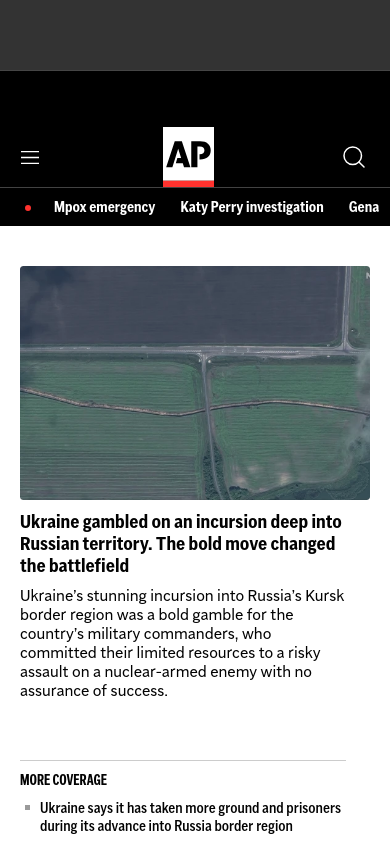 AP
Mpox emergency Katy Perry investigation Gena
Ukraine gambled on an incursion deep into
Russian territory. The bold move changed
the battlefield
Ukraine’s stunning incursion into Russia’s Kursk
border region was a bold gamble for the
country’s military commanders, who
committed their limited resources to a risky
assault on a nuclear-armed enemy with no
assurance of success.
MORE COVERAGE
Ukraine says it has taken more ground and prisoners
during its advance into Russia border region